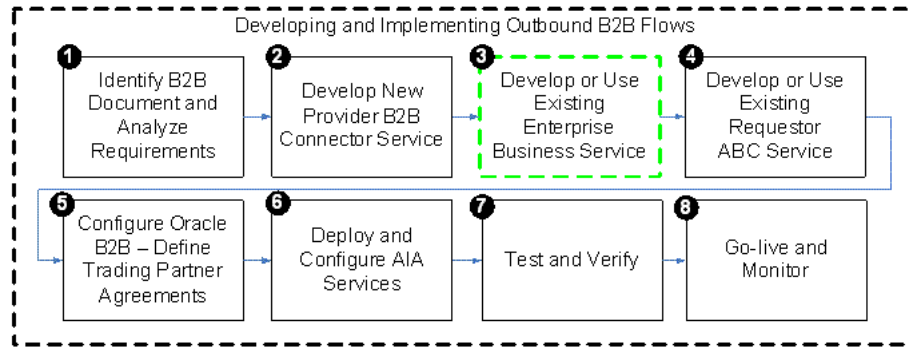 Developing and Implementing Outbound B2B Flows
1
Identify B2B
Document and
Analyze
Requirements
2
Develop New
Provider B2B
Connector Service
3
Develop or Use
Existing
Enterprise
Business Service
4
Develop or Use
Existing
Requestor
ABC Service
5
Configure Oracle
B2B – Define
Trading Partner
Agreements
6
Deploy and
Configure AIA
Services
7
Test and Verify
8
Go-live and
Monitor